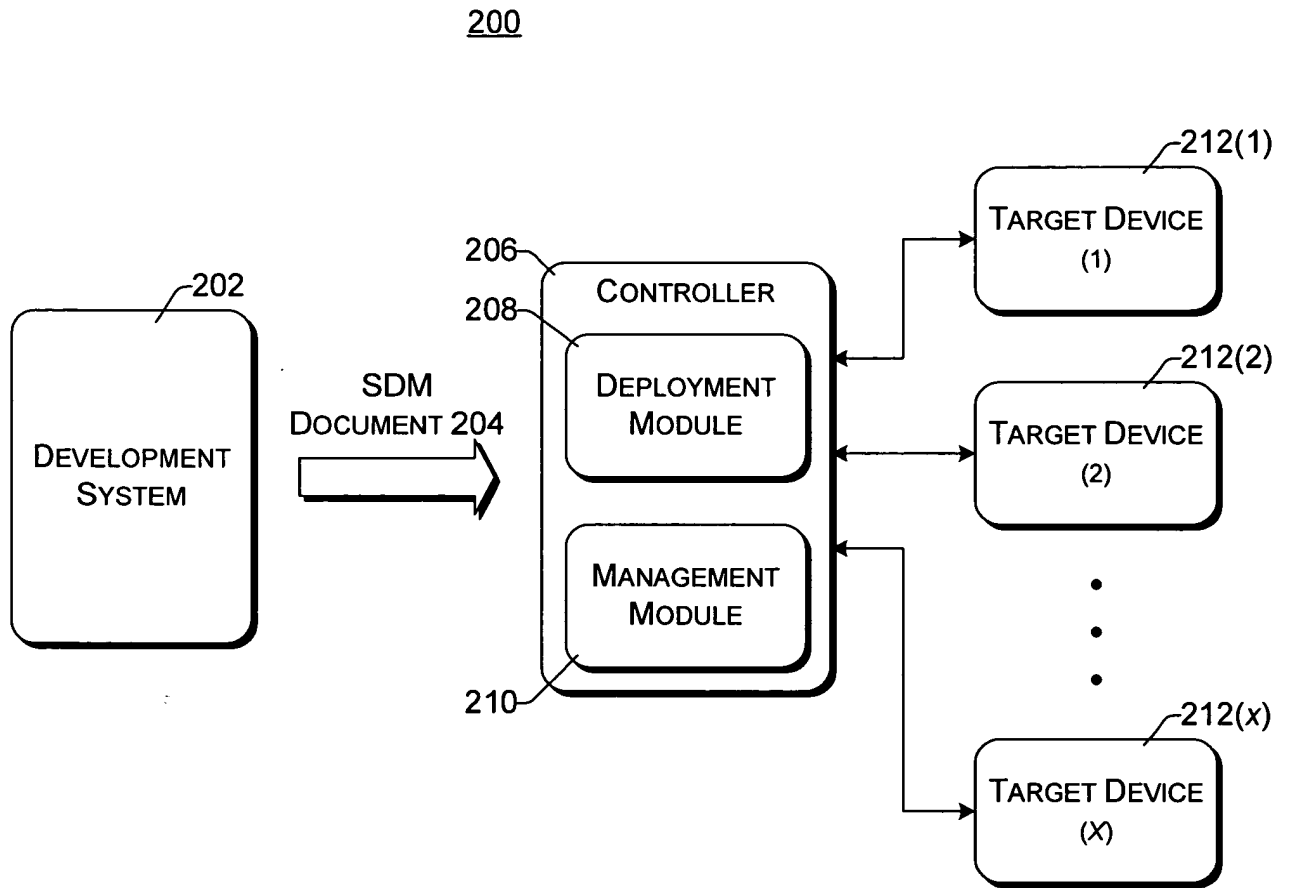 200
202
DEVELOPMENT
SYSTEM
SDM
DOCUMENT 204
206
CONTROLLER
208
DEPLOYMENT
MODULE
MANAGEMENT
MODULE
210
212(1)
TARGET DEVICE
(1)
212(2)
TARGET DEVICE
(2)
212(x)
TARGET DEVICE
(X)